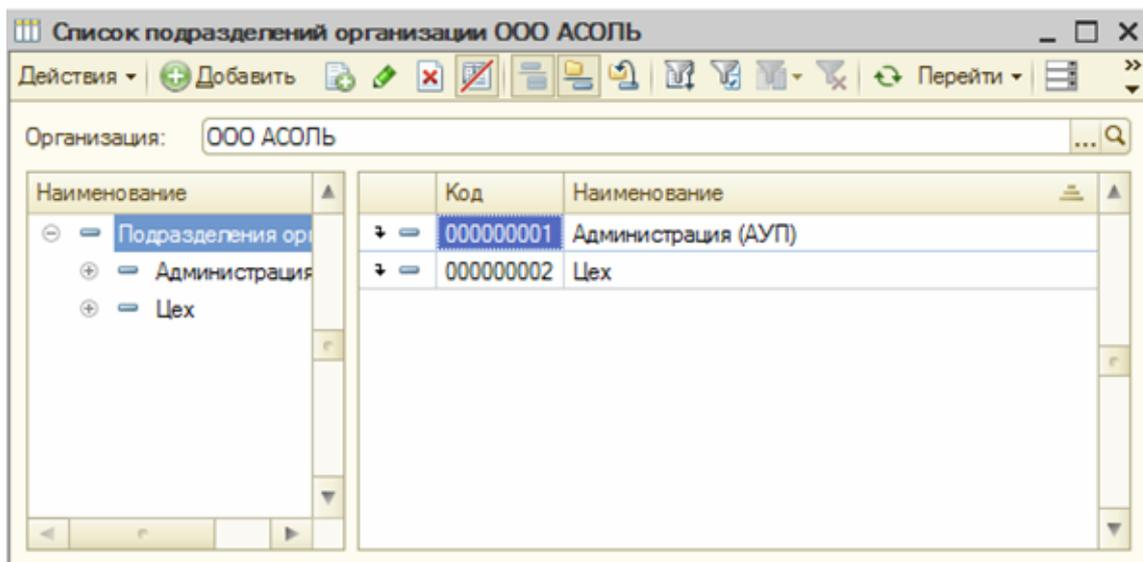 Список подразделений организации ООО АСОЛЬ
Действия Добавить Перейти
Организация: ООО АСОЛЬ ...
Наименование Код Наименование
Подразделения орг
000000001 Администрация (АУП)
Администрация
000000002 Цех
Цех